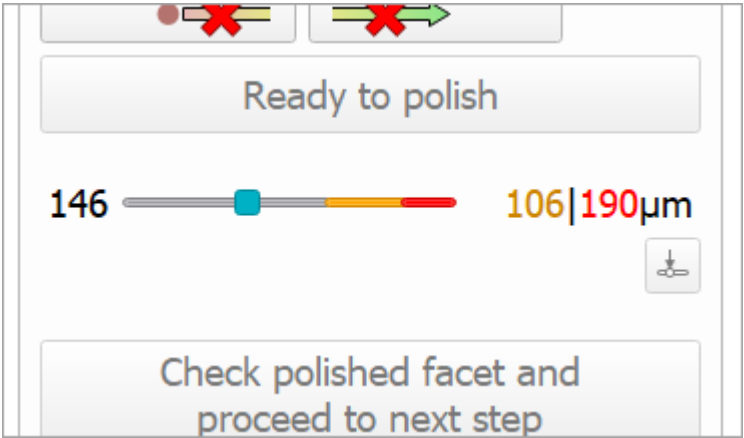 Ready to polish
146 106|190µm
Check polished facet and
proceed to next step